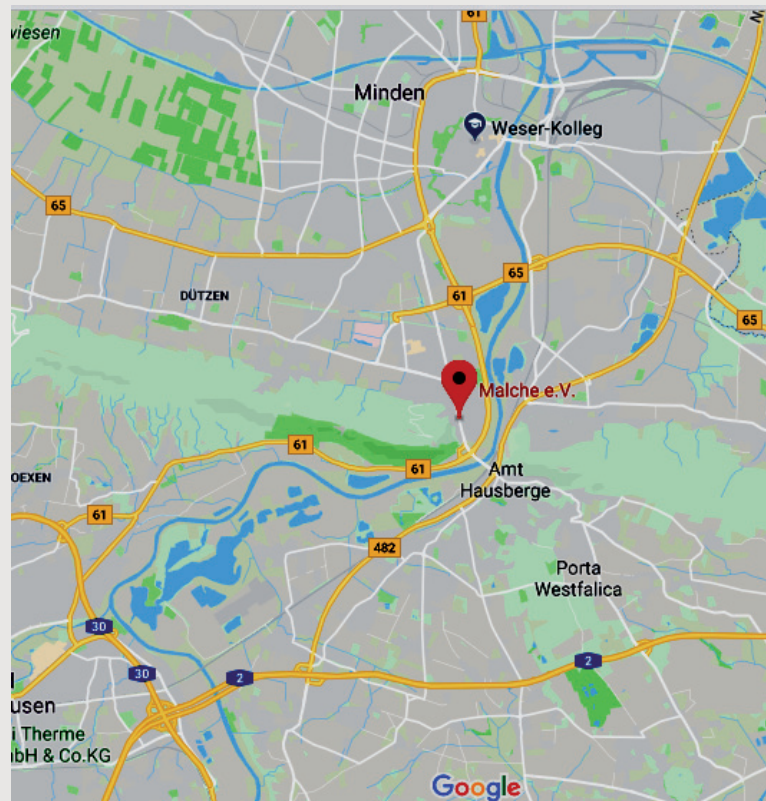 61
viesen
N
Minden
Weser-Kolleg
65
DÜTZEN
61
65
65
Malche e.V.
61
61
OEXEN
Amt
Hausberge
61
482
Porta
Westfalica
30
30
2
2
usen
i Therme
bH & Co.KG
Google